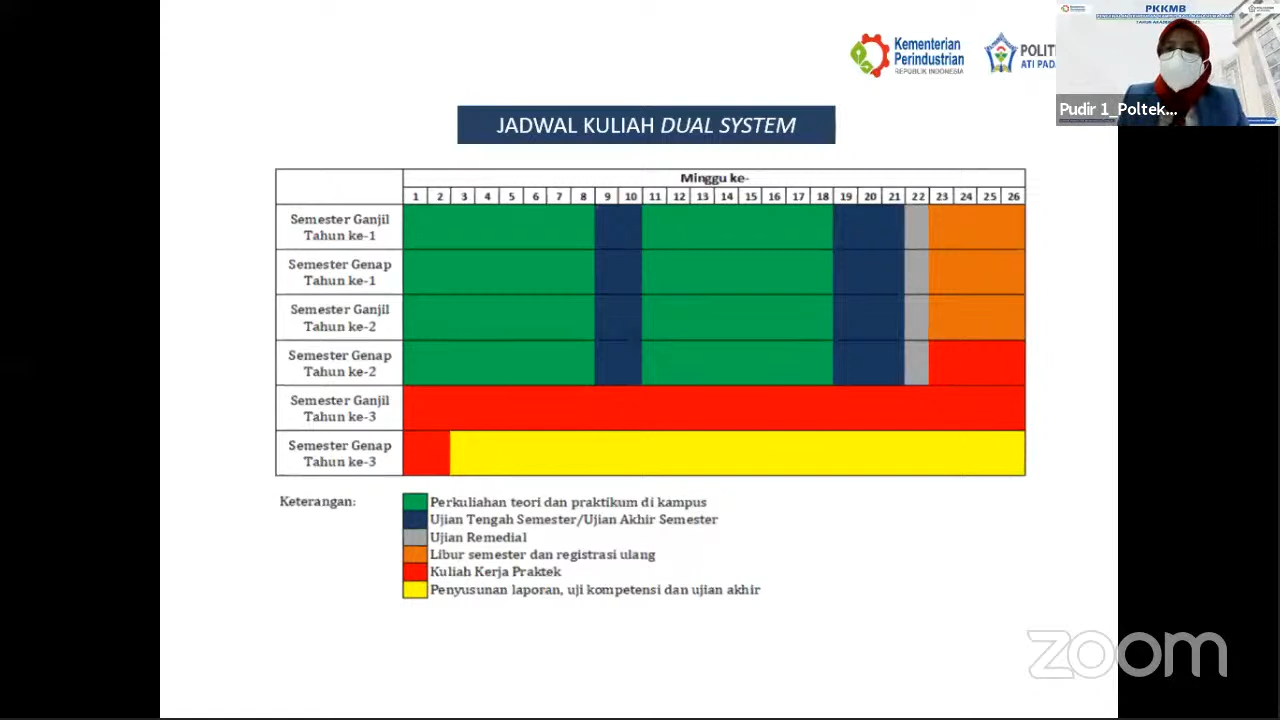 PKKMB
Kementerian
Perindustrian
REPUBLIK INDONESIA
POLITE
ATI PADA
Pudir 1_Poltek...
JADWAL KULIAH DUAL SYSTEM
Minggu ke-
1 2 3 4 5 6 7 8 9 10 11 12 13 14 15 16 17 18 19 20 21 22 23 24 25 26
Semester Ganjil
Tahun ke-1
Semester Genap
Tahun ke-1
Semester Ganjil
Tahun ke-2
Semester Genap
Tahun ke-2
Semester Ganjil
Tahun ke-3
Semester Genap
Tahun ke-3
Keterangan:
Perkuliahan teori dan praktikum di kampus
Ujian Tengah Semester/Ujian Akhir Semester
Ujian Remedial
Libur semester dan registrasi ulang
Kuliah Kerja Praktek
Penyusunan laporan, uji kompetensi dan ujian akhir
zoom